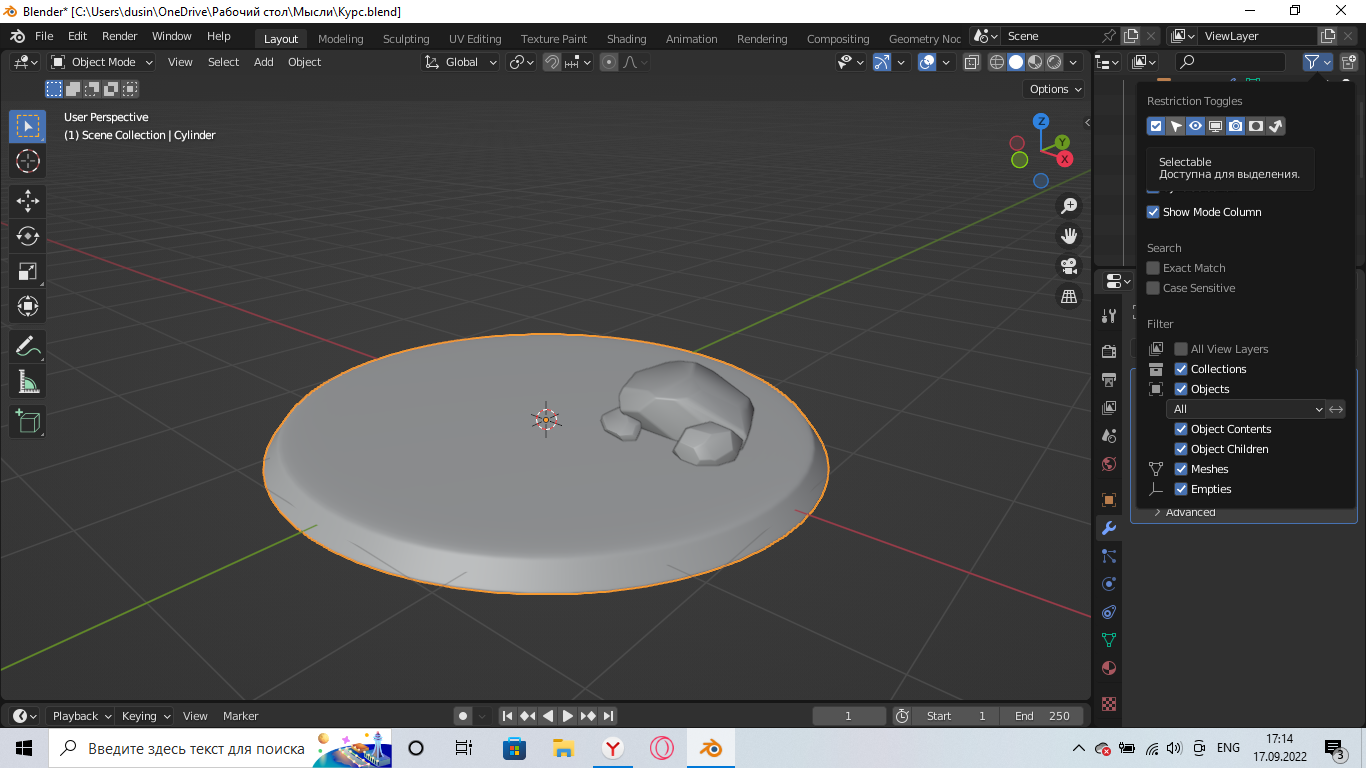 Blender* [C:\Users\dusin\OneDrive\Рабочий стол\Мысли\Курс.blend]
File Edit Render Window Help Layout Modeling Sculpting UV Editing Texture Paint Shading Animation Rendering Compositing Geometry Noc Scene ViewLayer
Object Mode View Select Add Object Global
Options
User Perspective
(1) Scene Collection | Cylinder
Z
Y
X
Restriction Toggles
Selectable
Доступна для выделения.
Show Mode Column
Search
Exact Match
Case Sensitive
Filter
All View Layers
Collections
Objects
All
Object Contents
Object Children
Meshes
Empties
Advanced
Playback Keying View Marker 1 Start 1 End 250
Введите здесь текст для поиска
ENG
17:14
17.09.2022
3